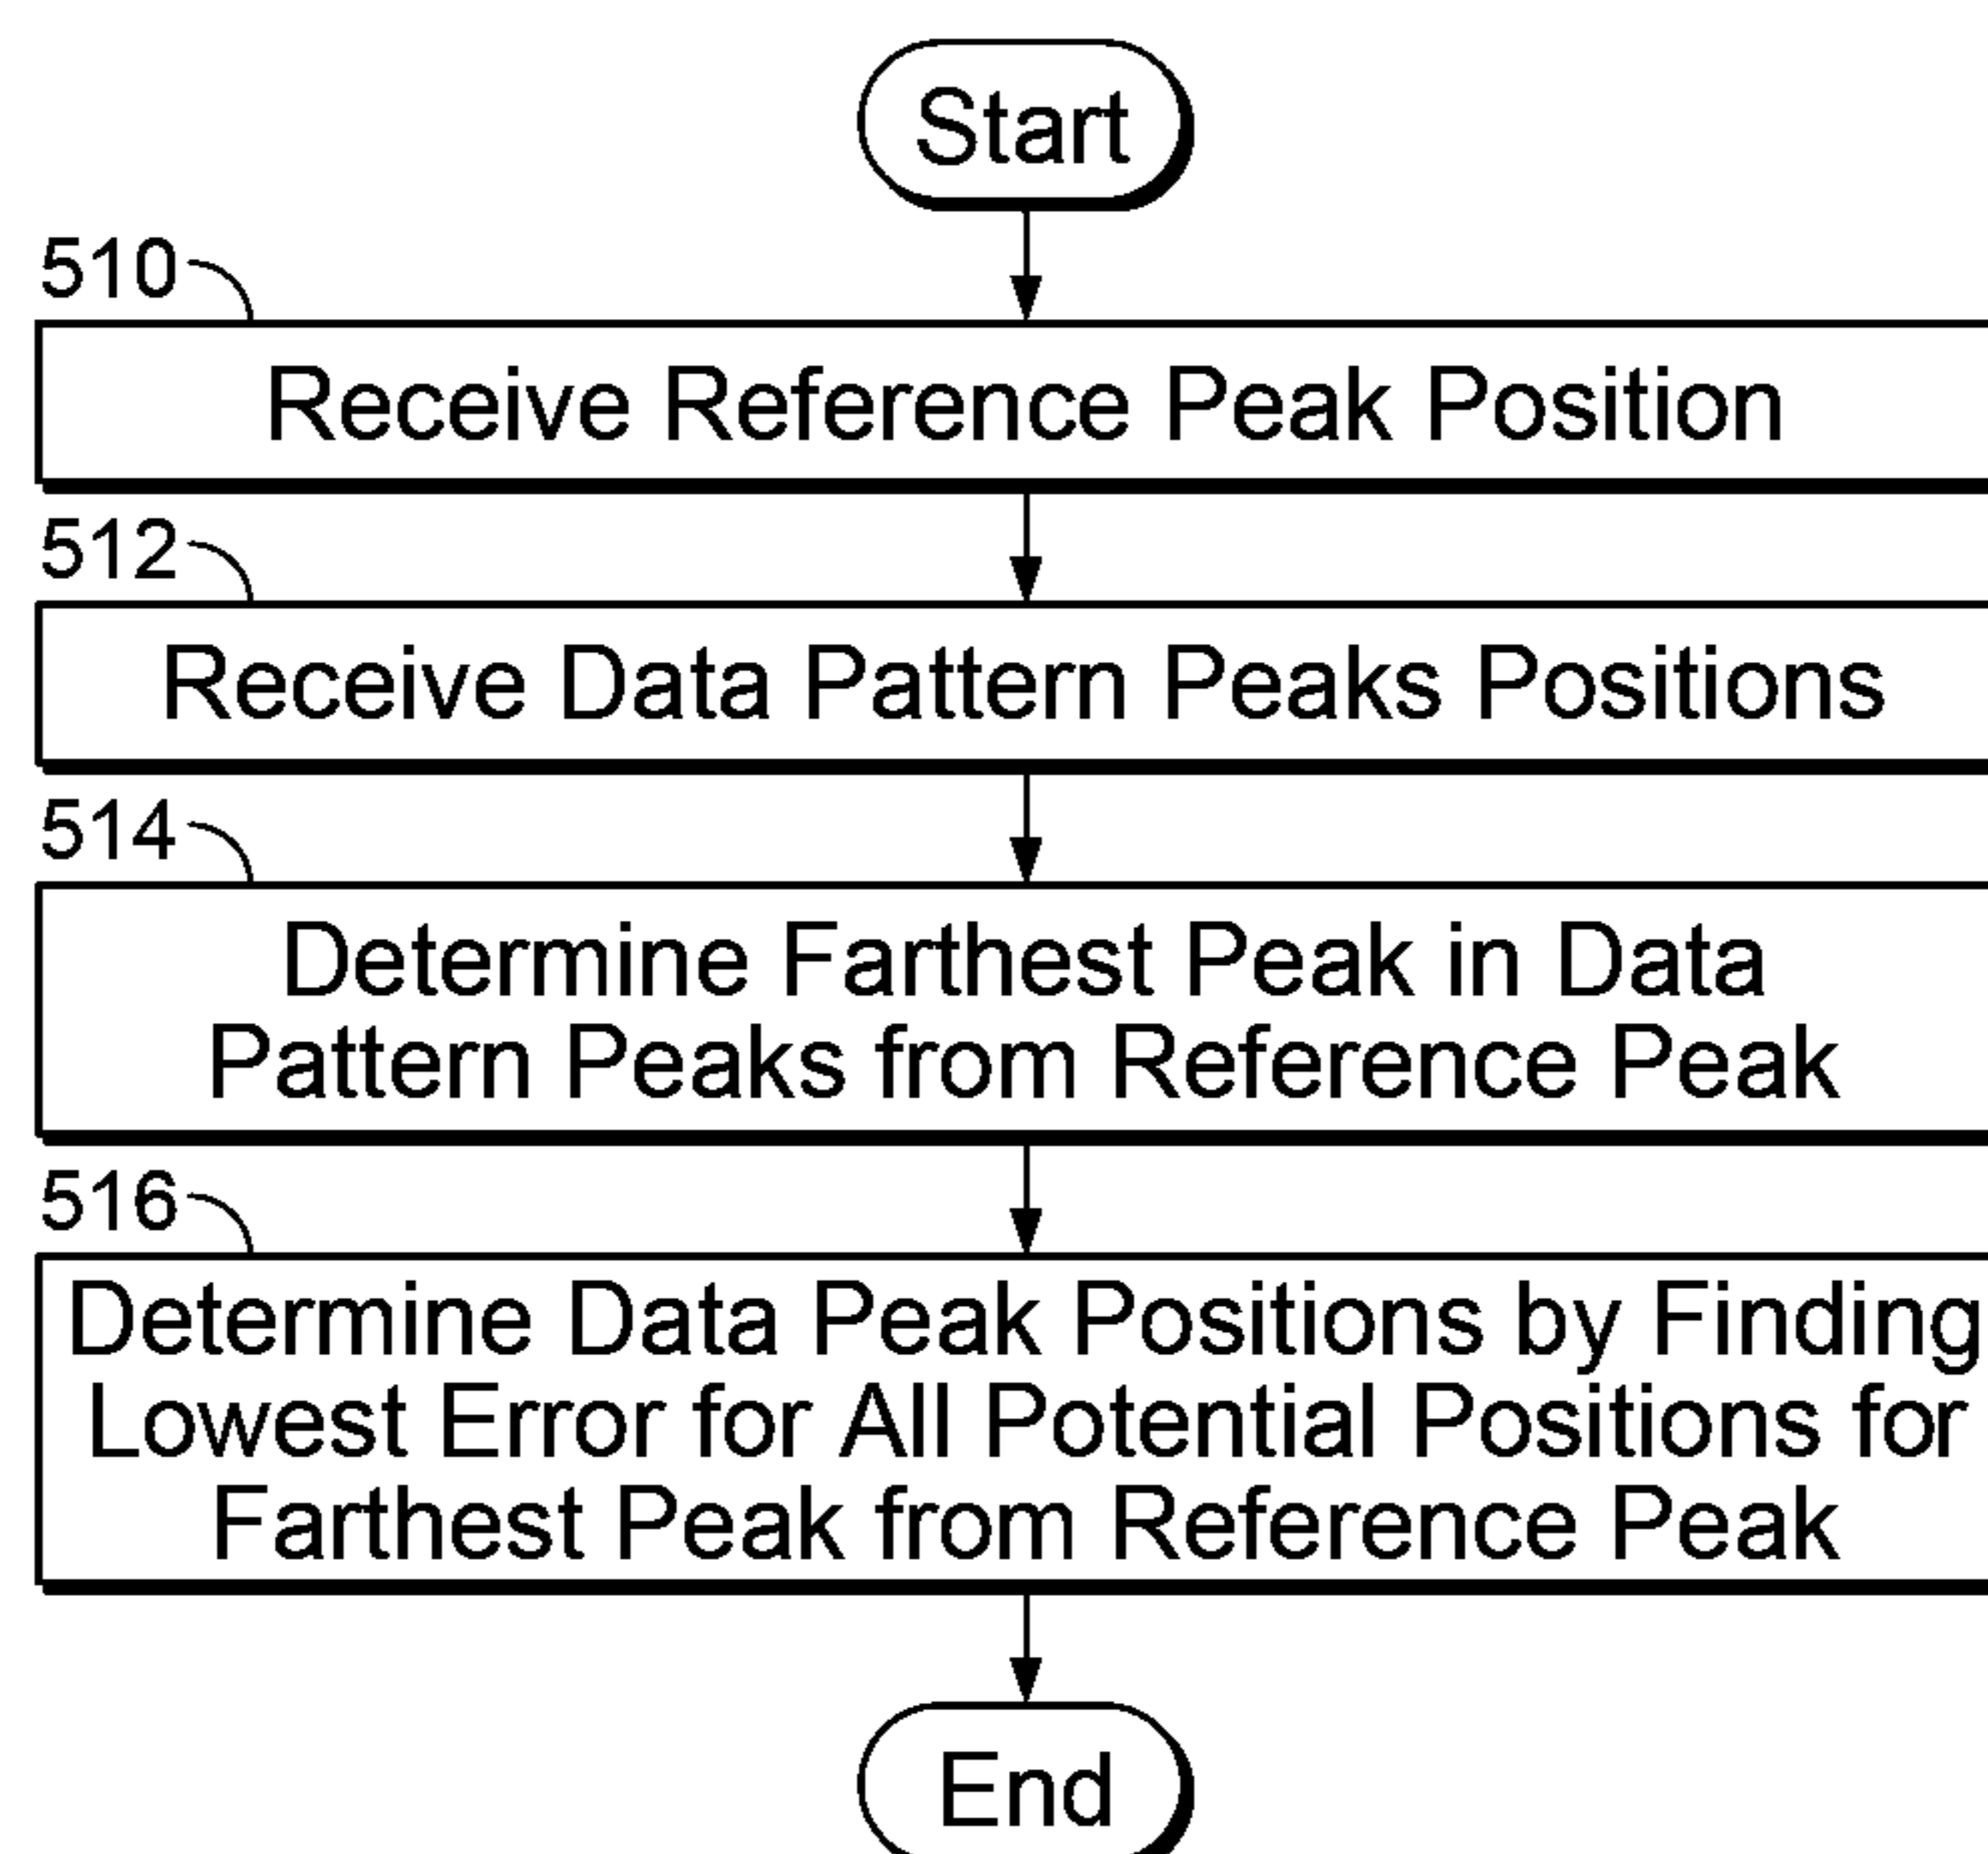 Start
510
Receive Reference Peak Position
512
Receive Data Pattern Peaks Positions
514
Determine Farthest Peak in Data
Pattern Peaks from Reference Peak
516
Determine Data Peak Positions by Finding
Lowest Error for All Potential Positions for
Farthest Peak from Reference Peak
End